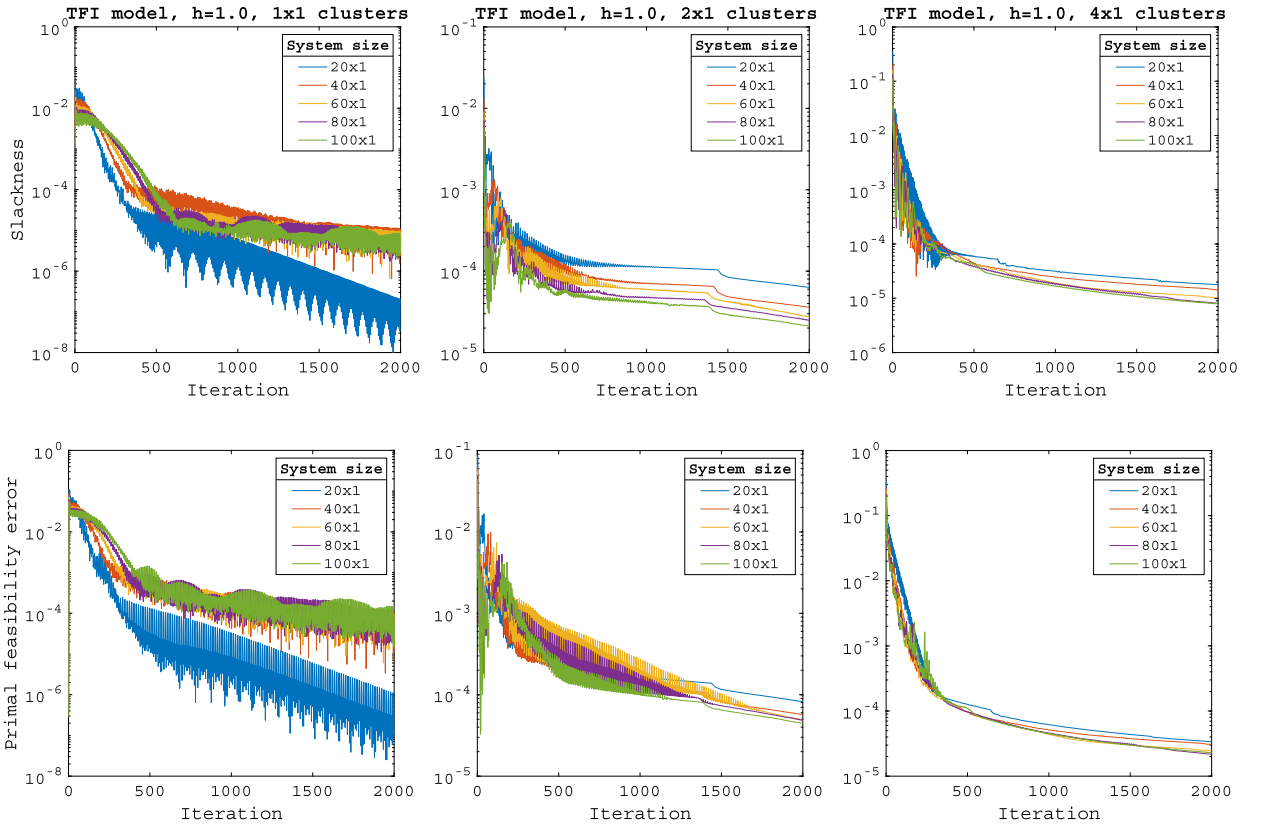 TFI model, h=1.0, 1x1 clusters
10^0
10^-2
10^-4
10^-6
10^-8
Slackness
0 500 1000 1500 2000
Iteration
System size
20x1
40x1
60x1
80x1
100x1
TFI model, h=1.0, 2x1 clusters
10^-1
10^-2
10^-3
10^-4
10^-5
0 500 1000 1500 2000
Iteration
System size
20x1
40x1
60x1
80x1
100x1
TFI model, h=1.0, 4x1 clusters
10^0
10^-1
10^-2
10^-3
10^-4
10^-5
10^-6
0 500 1000 1500 2000
Iteration
System size
20x1
40x1
60x1
80x1
100x1
10^0
10^-2
10^-4
10^-6
10^-8
Primal feasibility error
0 500 1000 1500 2000
Iteration
System size
20x1
40x1
60x1
80x1
100x1
10^-1
10^-2
10^-3
10^-4
10^-5
0 500 1000 1500 2000
Iteration
System size
20x1
40x1
60x1
80x1
100x1
10^0
10^-1
10^-2
10^-3
10^-4
10^-5
0 500 1000 1500 2000
Iteration
System size
20x1
40x1
60x1
80x1
100x1